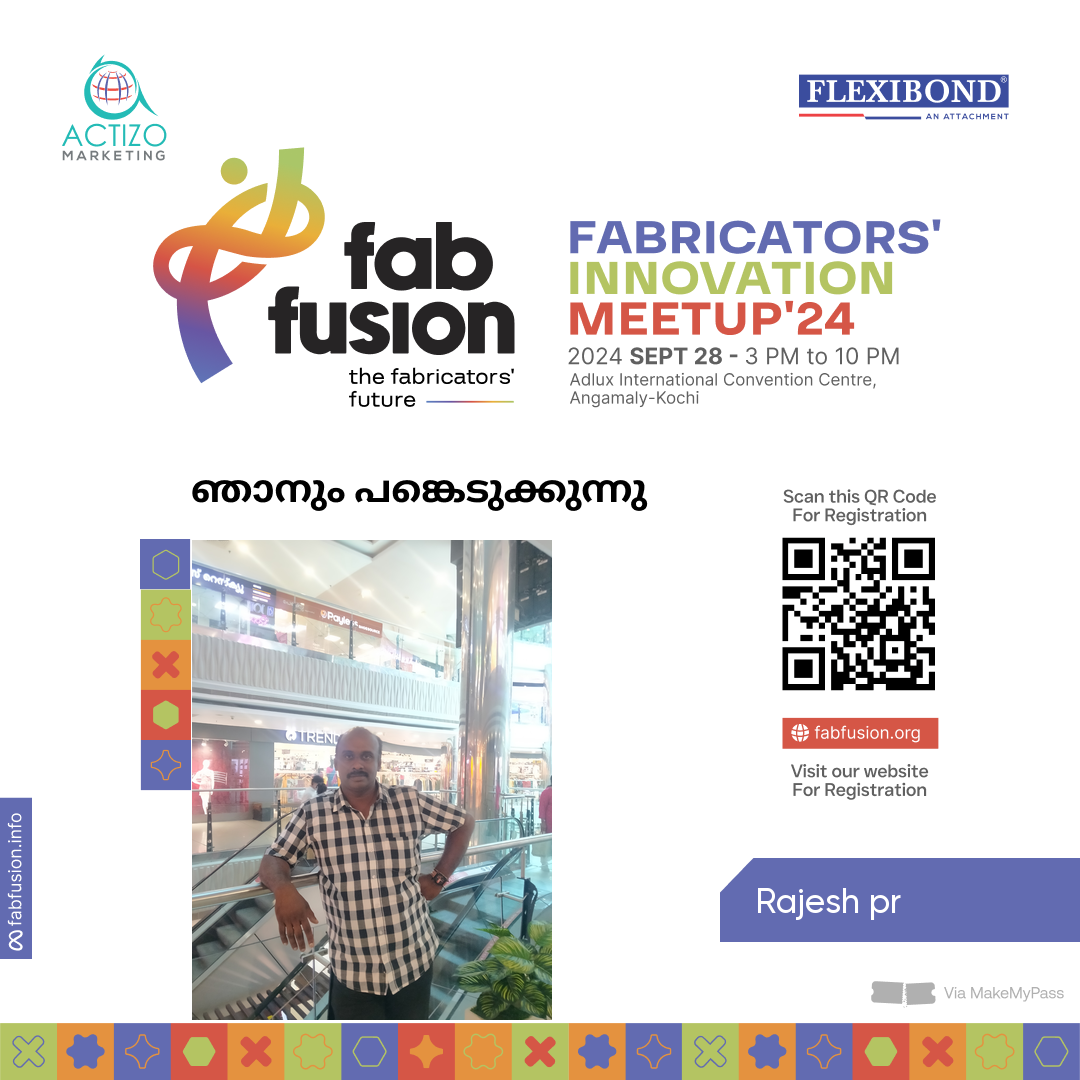 ACTIZO
MARKETING
FLEXIBOND®
AN ATTACHMENT
fab
fusion
the fabricators'
future
FABRICATORS'
INNOVATION
MEETUP'24
2024 SEPT 28 - 3 PM to 10 PM
Adlux International Convention Centre,
Angamaly-Kochi
ഞാനും പങ്കെടുക്കുന്നു
Scan this QR Code
For Registration
fabfusion.org
Visit our website
For Registration
fabfusion.info
Rajesh pr
Via MakeMyPass